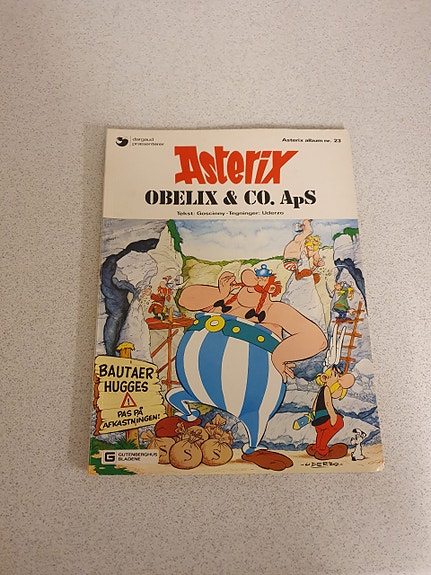 dargaud
præsenterer
Asterix album nr. 23
Asterix
OBELIX & CO. ApS
Tekst: Goscinny - Tegninger: Uderzo
BAUTAER
HUGGES
!
PAS PÅ
AFKASTNINGEN!
$ $ $
G GUTENBERGHUS
BLADENE
UDERZO